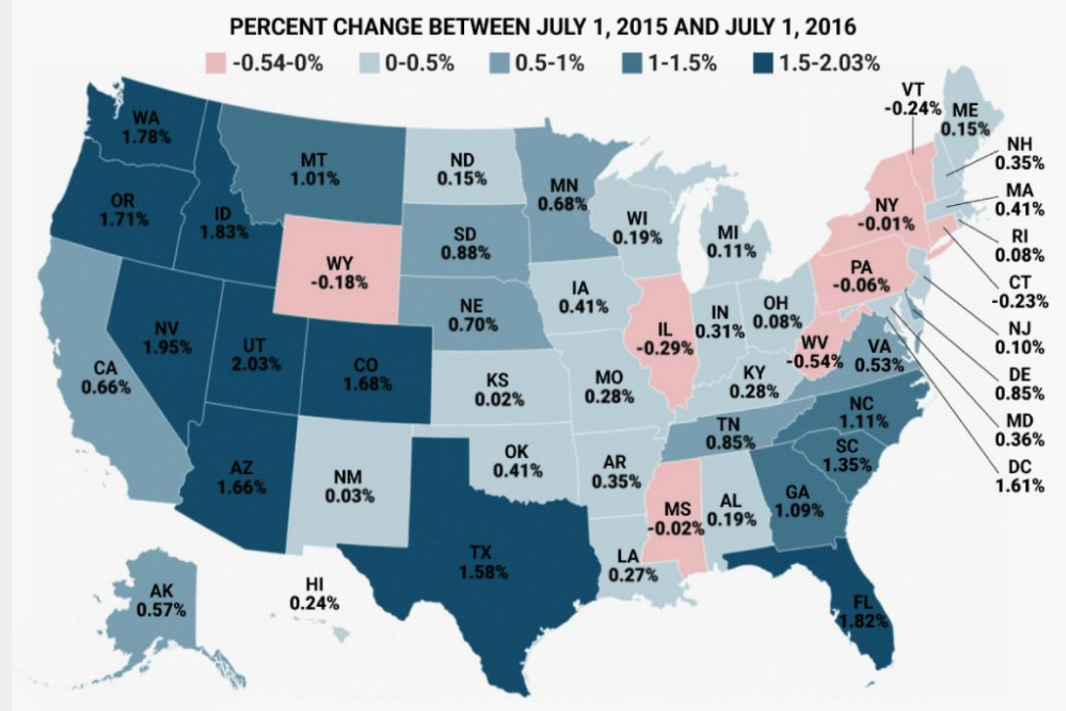 PERCENT CHANGE BETWEEN JULY 1, 2015 AND JULY 1, 2016
-0.54-0%
0-0.5%
0.5-1%
1-1.5%
1.5-2.03%
WA
1.78%
OR
1.71%
ID
1.83%
MT
1.01%
WY
-0.18%
ND
0.15%
SD
0.88%
NE
0.70%
MN
0.68%
WI
0.19%
MI
0.11%
IA
0.41%
IL
-0.29%
IN
0.31%
OH
0.08%
PA
-0.06%
NY
-0.01%
VT
-0.24%
ME
0.15%
NH
0.35%
MA
0.41%
RI
0.08%
CT
-0.23%
NJ
0.10%
DE
0.85%
MD
0.36%
DC
1.61%
CA
0.66%
NV
1.95%
UT
2.03%
CO
1.68%
KS
0.02%
MO
0.28%
KY
0.28%
WV
-0.54%
VA
0.53%
NC
1.11%
TN
0.85%
SC
1.35%
GA
1.09%
AL
0.19%
MS
-0.02%
AR
0.35%
OK
0.41%
LA
0.27%
TX
1.58%
NM
0.03%
AZ
1.66%
AK
0.57%
HI
0.24%
FL
1.82%